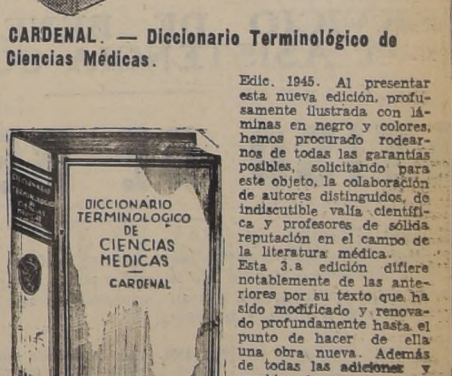 CARDENAL. — Diccionario Terminológico de
Ciencias Médicas.
Edic. 1945. Al presentar
esta nueva edición, profu-
samente ilustrada con lá-
minas en negro y colores,
hemos procurado rodear-
nos de todas las garantías
posibles, solicitando para
este objeto, la colaboración
de autores distinguidos, de
indiscutible valía científi-
ca y profesores de sólida
reputación en el campo de
la literatura médica.
Esta 3.a edición difiere
notablemente de las ante-
riores por su texto que ha
sido modificado y renova-
do profundamente hasta el
punto de hacer de ella
una obra nueva. Además
de todas las adiciones y
DICCIONARIO
TERMINOLOGICO
DE
CIENCIAS
MEDICAS
CARDENAL